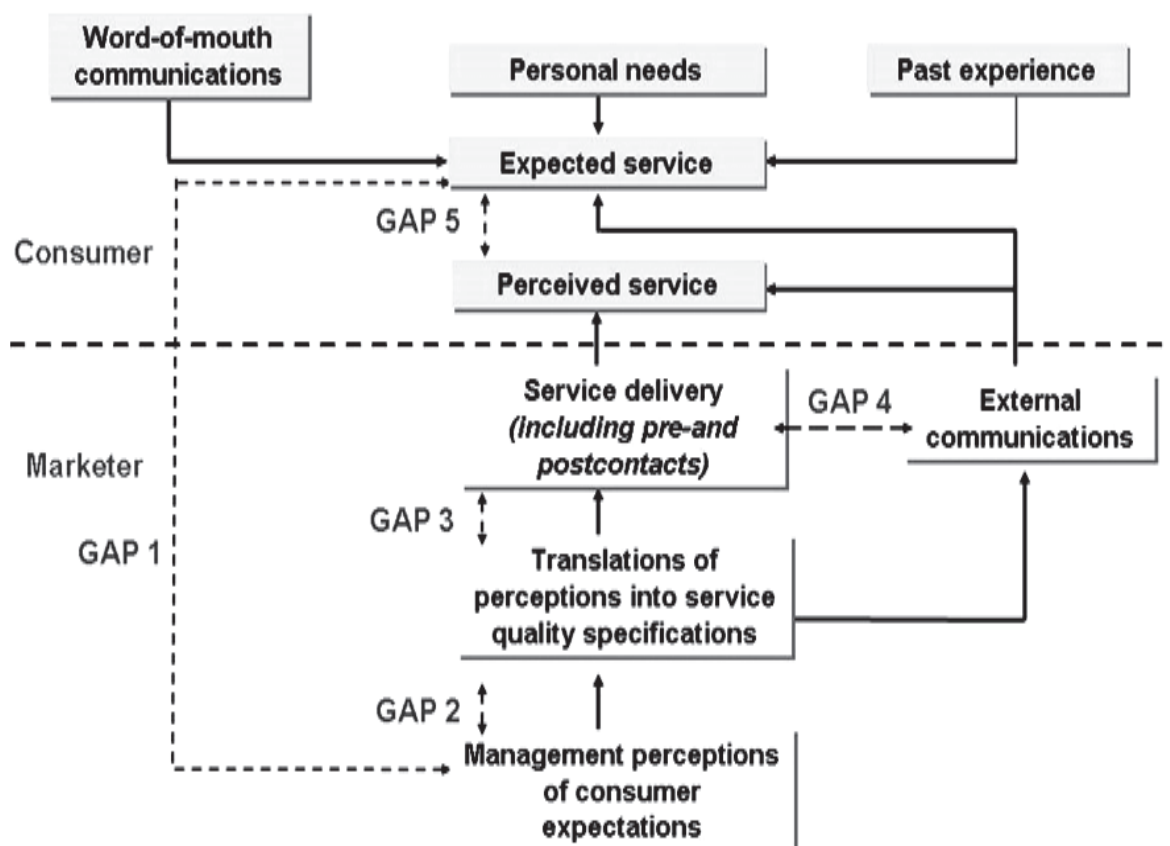 Word-of-mouth
communications
Personal needs
Past experience
Expected service
GAP 5
Consumer
Perceived service
Service delivery
(including pre-and
postcontacts)
GAP 4
External
communications
Marketer
GAP 3
GAP 1
Translations of
perceptions into service
quality specifications
GAP 2
Management perceptions
of consumer
expectations